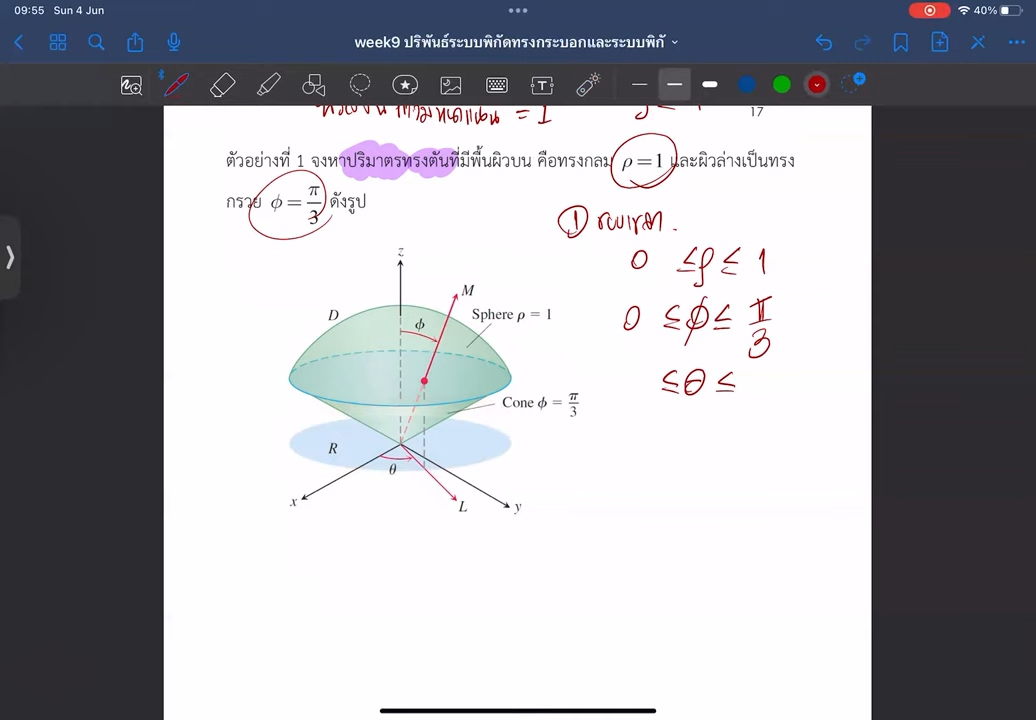 09:55 Sun 4 Jun
40%
week9 ปริพันธ์ระบบพิกัดทรงกระบอกและระบบพิกั
= 1
17
ตัวอย่างที่ 1 จงหาปริมาตรทรงตันที่มีพื้นผิวบน คือทรงกลม ρ = 1 และผิวล่างเป็นทรง
กรวย ϕ = π/3 ดังรูป
① ขอบเขต.
0 ≤ ρ ≤ 1
0 ≤ ϕ ≤ π/3
≤ θ ≤
z
M
D
ϕ
Sphere ρ = 1
Cone ϕ = π/3
R
θ
x
L
y